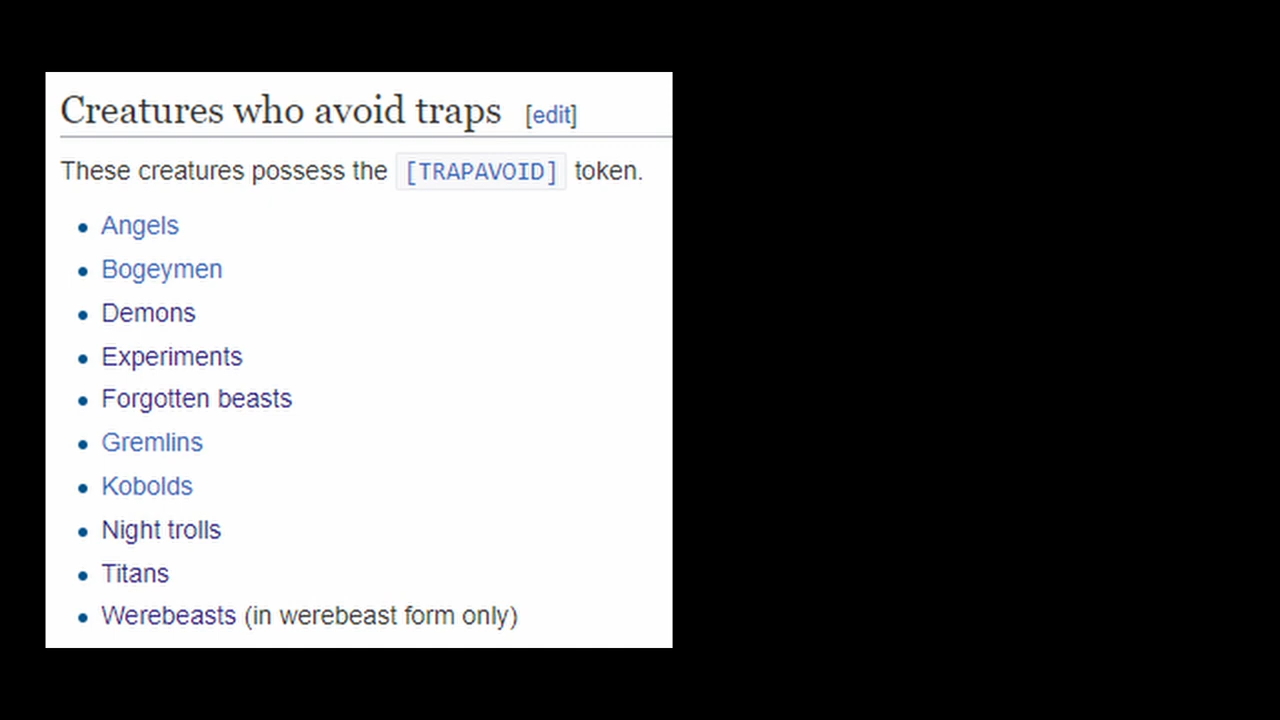 Creatures who avoid traps [edit]
These creatures possess the [TRAPAVOID] token.
Angels
Bogeymen
Demons
Experiments
Forgotten beasts
Gremlins
Kobolds
Night trolls
Titans
Werebeasts (in werebeast form only)